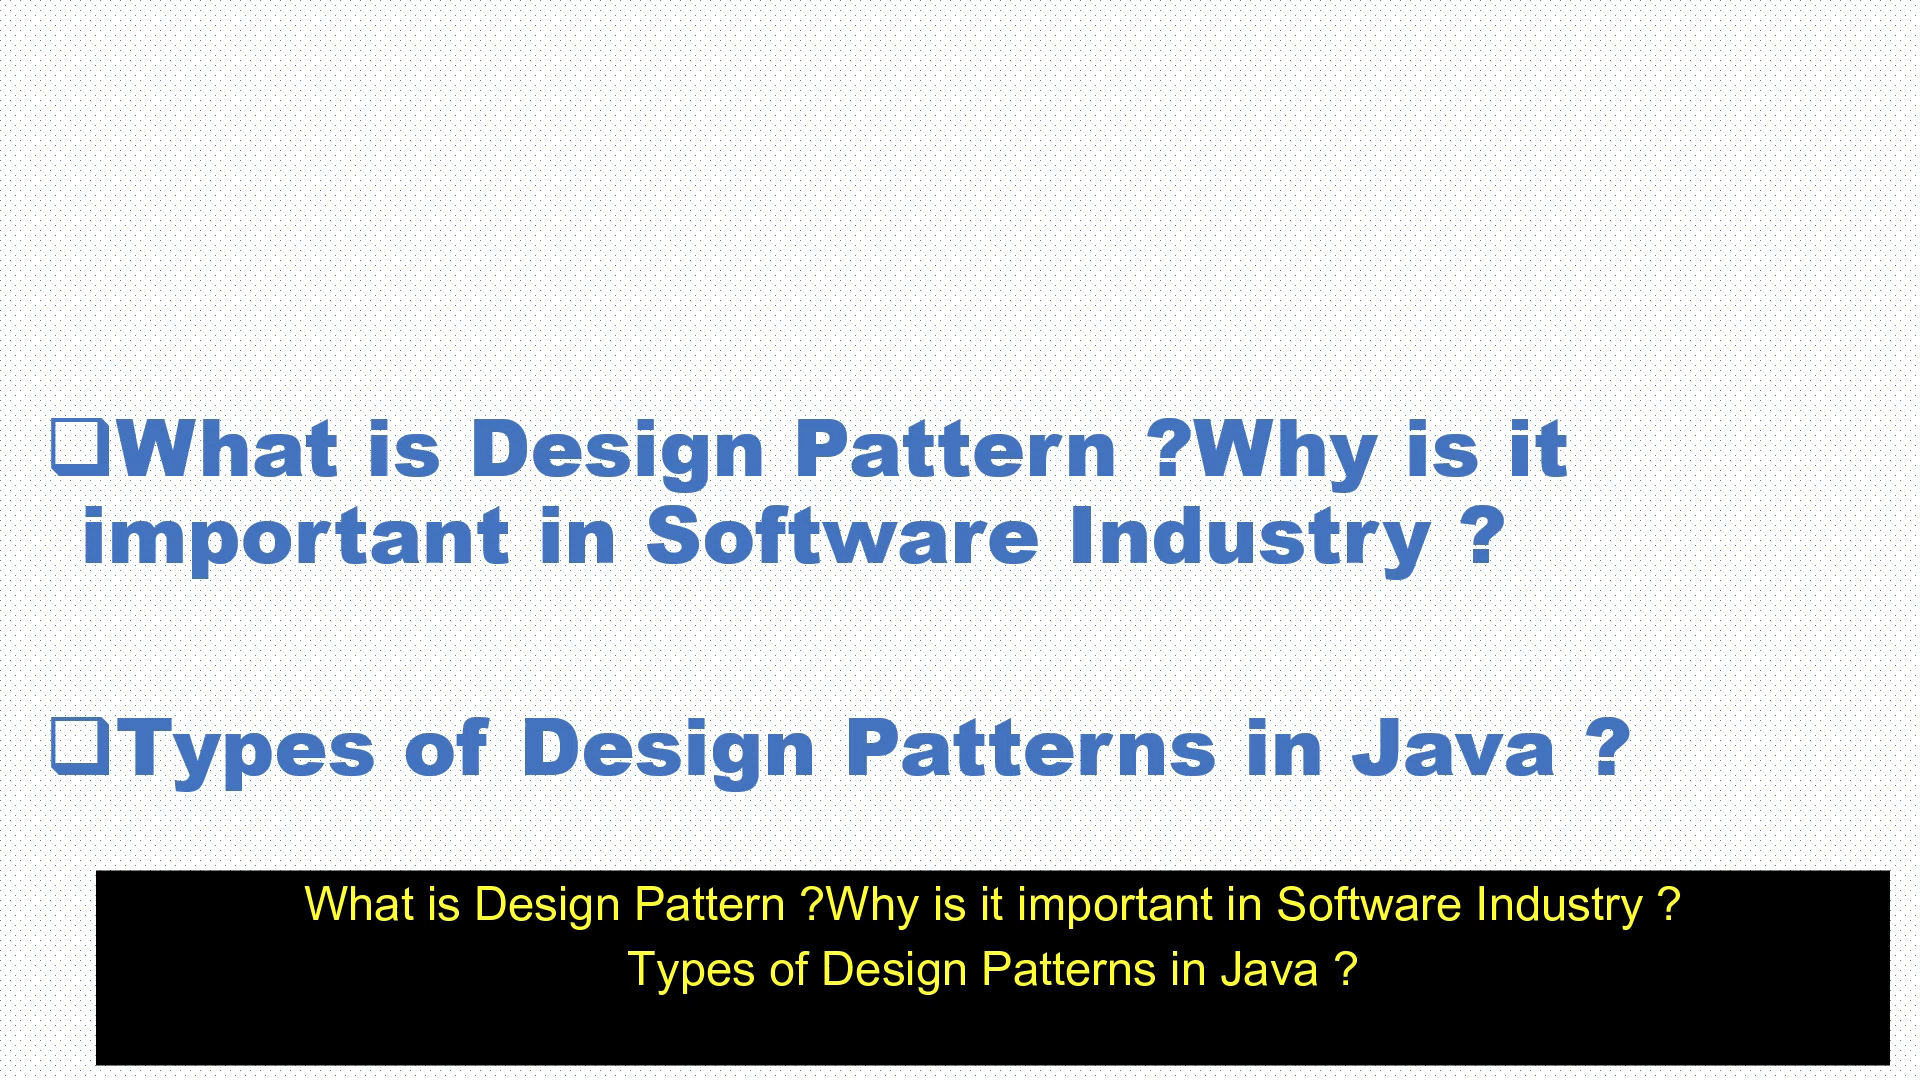 ❑What is Design Pattern ?Why is it
important in Software Industry ?
❑Types of Design Patterns in Java ?
What is Design Pattern ?Why is it important in Software Industry ?
Types of Design Patterns in Java ?